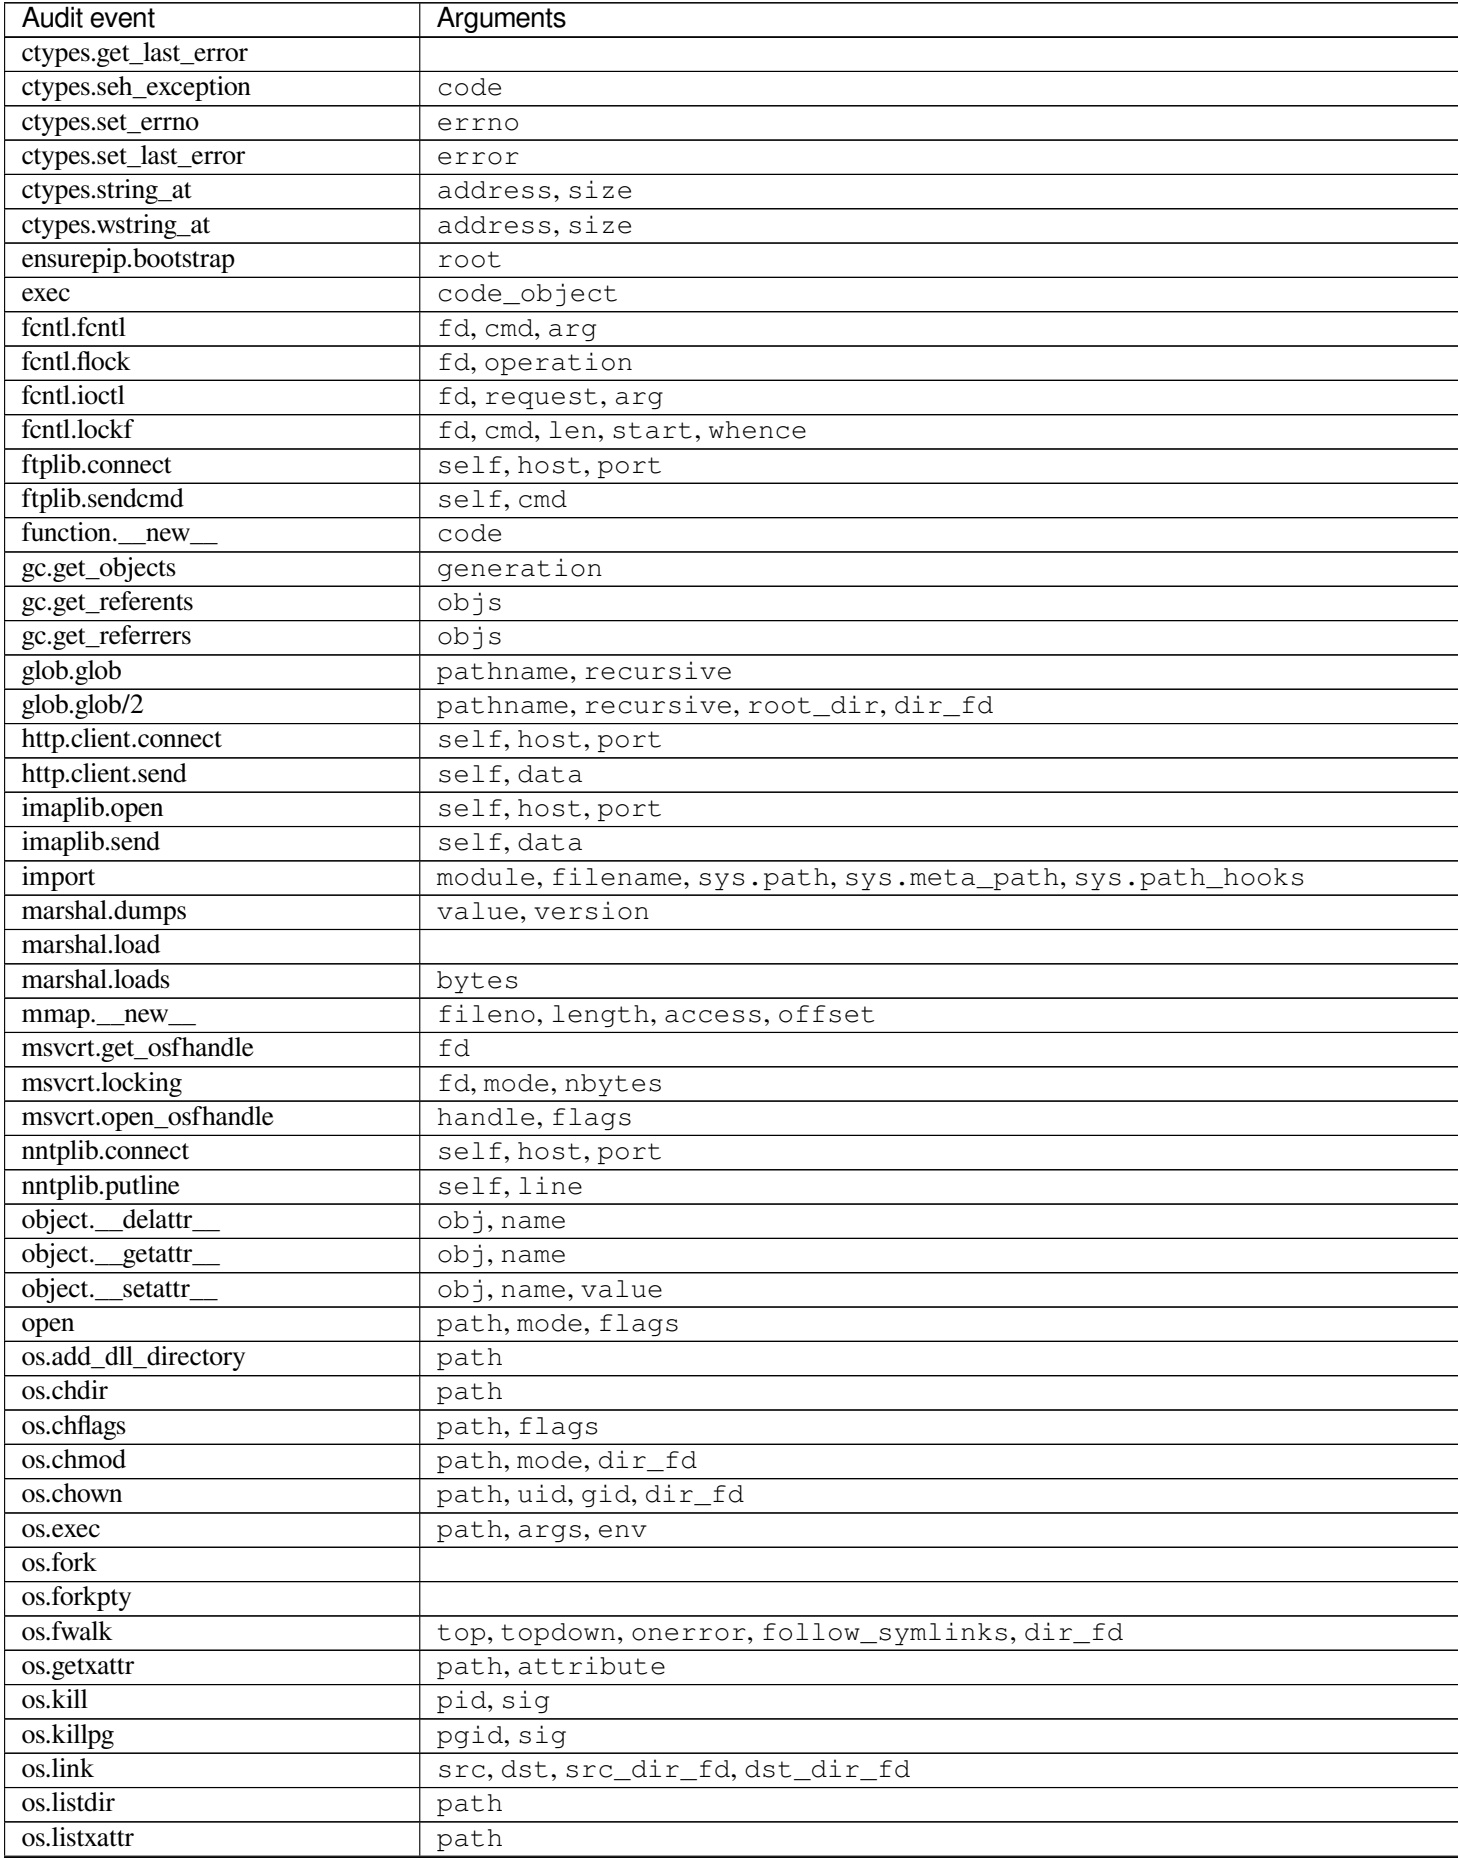 Audit event Arguments
ctypes.get_last_error
ctypes.seh_exception code
ctypes.set_errno errno
ctypes.set_last_error error
ctypes.string_at address, size
ctypes.wstring_at address, size
ensurepip.bootstrap root
exec code_object
fcntl.fcntl fd, cmd, arg
fcntl.flock fd, operation
fcntl.ioctl fd, request, arg
fcntl.lockf fd, cmd, len, start, whence
ftplib.connect self, host, port
ftplib.sendcmd self, cmd
function.__new__ code
gc.get_objects generation
gc.get_referents objs
gc.get_referrers objs
glob.glob pathname, recursive
glob.glob/2 pathname, recursive, root_dir, dir_fd
http.client.connect self, host, port
http.client.send self, data
imaplib.open self, host, port
imaplib.send self, data
import module, filename, sys.path, sys.meta_path, sys.path_hooks
marshal.dumps value, version
marshal.load
marshal.loads bytes
mmap.__new__ fileno, length, access, offset
msvcrt.get_osfhandle fd
msvcrt.locking fd, mode, nbytes
msvcrt.open_osfhandle handle, flags
nntplib.connect self, host, port
nntplib.putline self, line
object.__delattr__ obj, name
object.__getattr__ obj, name
object.__setattr__ obj, name, value
open path, mode, flags
os.add_dll_directory path
os.chdir path
os.chflags path, flags
os.chmod path, mode, dir_fd
os.chown path, uid, gid, dir_fd
os.exec path, args, env
os.fork
os.forkpty
os.fwalk top, topdown, onerror, follow_symlinks, dir_fd
os.getxattr path, attribute
os.kill pid, sig
os.killpg pgid, sig
os.link src, dst, src_dir_fd, dst_dir_fd
os.listdir path
os.listxattr path